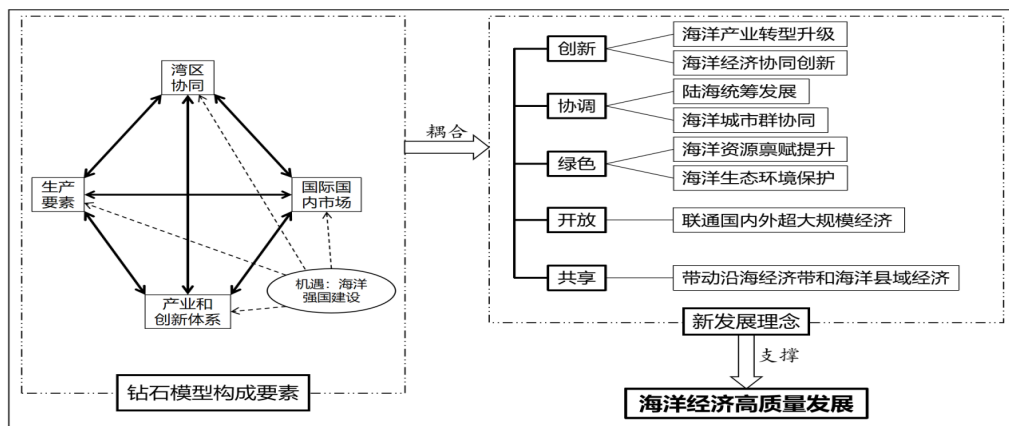 湾区
协同
生产
要素
国际国
内市场
机遇：海洋
强国建设
产业和
创新体系
钻石模型构成要素
耦合
创新
海洋产业转型升级
海洋经济协同创新
协调
陆海统筹发展
海洋城市群协同
绿色
海洋资源禀赋提升
海洋生态环境保护
开放
联通国内外超大规模经济
共享
带动沿海经济带和海洋县域经济
新发展理念
支撑
海洋经济高质量发展